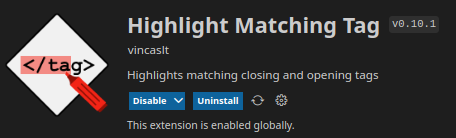 </tag>
Highlight Matching Tag v0.10.1
vincaslt
Highlights matching closing and opening tags
Disable Uninstall
This extension is enabled globally.